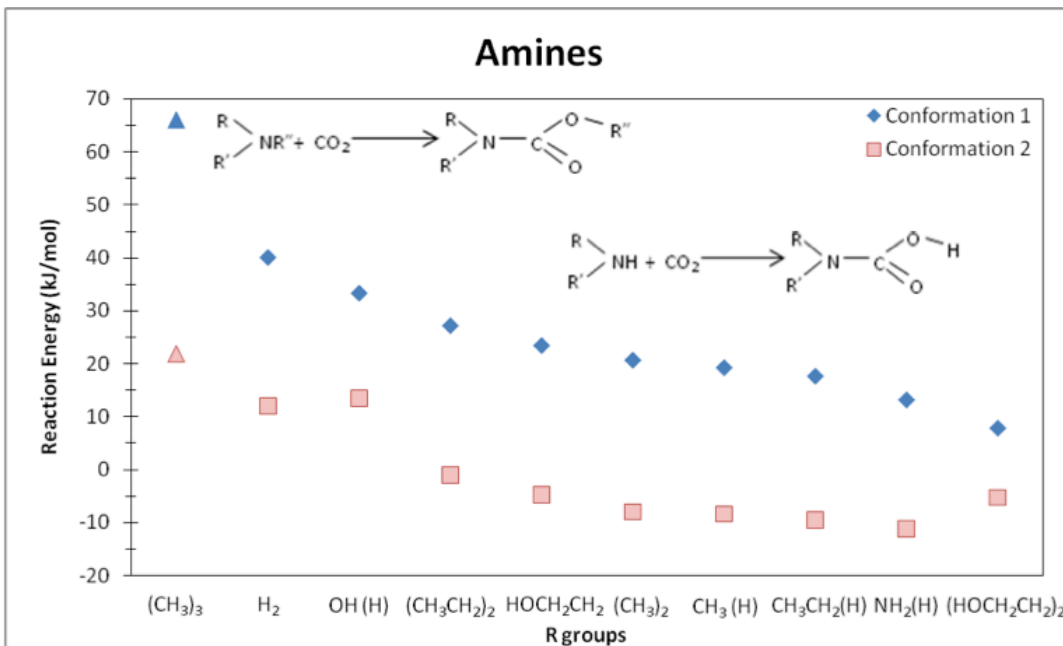 Amines
Reaction Energy (kJ/mol)
70
60
50
40
30
20
10
0
-10
-20
Conformation 1
Conformation 2
R
R'
NR'' + CO₂
R
R'
N
C
O
R''
O
R
R'
NH + CO₂
R
R'
N
C
O
H
O
(CH₃)₃ H₂ OH (H) (CH₃CH₂)₂ HOCH₂CH₂ (CH₃)₂ CH₃ (H) CH₃CH₂(H) NH₂(H) (HOCH₂CH₂)₂
R groups